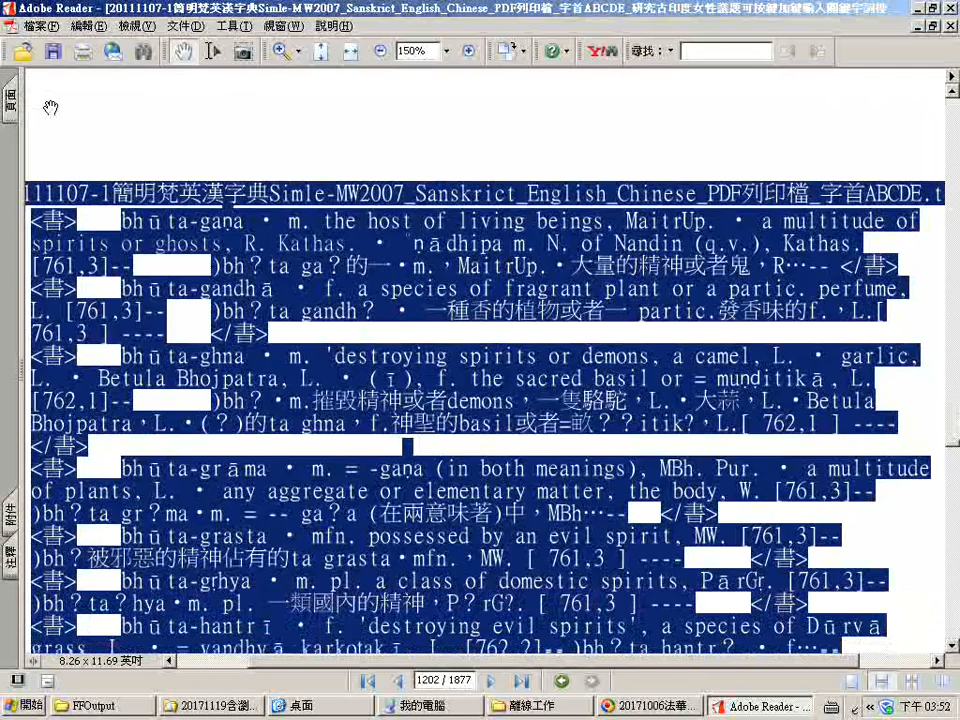 Adobe Reader - [20111107-1簡明梵英漢字典Simle-MW2007_Sanskrict_English_Chinese_PDF列印檔_字首ABCDE_研究古印度女性議題可按
檔案(F) 編輯(E) 檢視(V) 文件(D) 工具(T) 視窗(W) 說明(H)
150% Y! 尋找：
頁面
111107-1簡明梵英漢字典Simle-MW2007_Sanskrict_English_Chinese_PDF列印檔_字首ABCDE.t
<書> bhūta-gaṇa • m. the host of living beings, MaitrUp. • a multitude of
spirits or ghosts, R. Kathas. • °ṇādhipa m. N. of Nandin (q.v.), Kathas.
[761,3]-- )bh？ta ga？的一•m.，MaitrUp.•大量的精神或者鬼，R…-- </書>
<書> bhūta-gandhā • f. a species of fragrant plant or a partic. perfume,
L. [761,3]-- )bh？ta gandh？ • 一種香的植物或者一 partic.發香味的f.，L.[
761,3 ] ---- </書>
<書> bhūta-ghna • m. 'destroying spirits or demons, a camel, L. • garlic,
L. • Betula Bhojpatra, L. • (ī), f. the sacred basil or = muṇḍitikā, L.
[762,1]-- )bh？•m.摧毀精神或者demons，一隻駱駝，L.•大蒜，L.•Betula
Bhojpatra，L.•(？)的ta ghna，f.神聖的basil或者=畝？？itik?，L.[ 762,1 ] ----
</書>
<書> bhūta-grāma • m. = -gaṇa (in both meanings), MBh. Pur. • a multitude
of plants, L. • any aggregate or elementary matter, the body, W. [761,3]--
)bh？ta gr？ma•m. = -- ga？a (在兩意味著)中，MBh…-- </書>
<書> bhūta-grasta • mfn. possessed by an evil spirit, MW. [761,3]--
)bh？被邪惡的精神佔有的ta grasta•mfn.，MW. [ 761,3 ] ---- </書>
<書> bhūta-gṛhya • m. pl. a class of domestic spirits, PārGṛ. [761,3]--
)bh？ta？hya•m. pl. 一類國內的精神，P？rG?. [ 761,3 ] ---- </書>
<書> bhūta-hantrī • f. 'destroying evil spirits', a species of Dūrvā
grass, L. • = vandhyā karkoṭakī, L. [762,2]-- )bh？ta-hantr？ • f…
附件
注釋
8.26 x 11.69 英吋
1202 / 1877
開始 FFOutput 20171119含瀏... 桌面 我的電腦 離線工作 20171006法華... Adobe Reader -... 下午 03:52